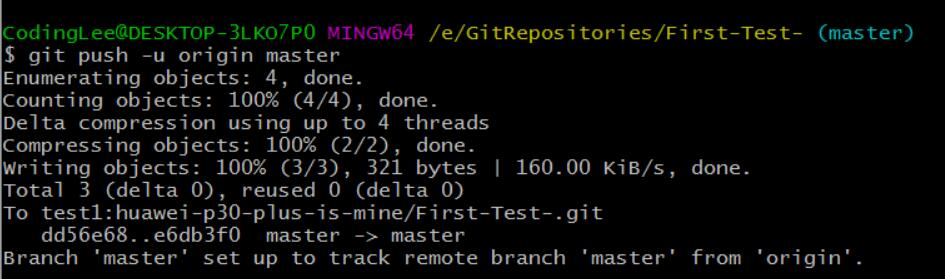 CodingLee@DESKTOP-3LKO7P0 MINGW64 /e/GitRepositories/First-Test- (master)
$ git push -u origin master
Enumerating objects: 4, done.
Counting objects: 100% (4/4), done.
Delta compression using up to 4 threads
Compressing objects: 100% (2/2), done.
Writing objects: 100% (3/3), 321 bytes | 160.00 KiB/s, done.
Total 3 (delta 0), reused 0 (delta 0)
To test1:huawei-p30-plus-is-mine/First-Test-.git
   dd56e68..e6db3f0  master -> master
Branch 'master' set up to track remote branch 'master' from 'origin'.